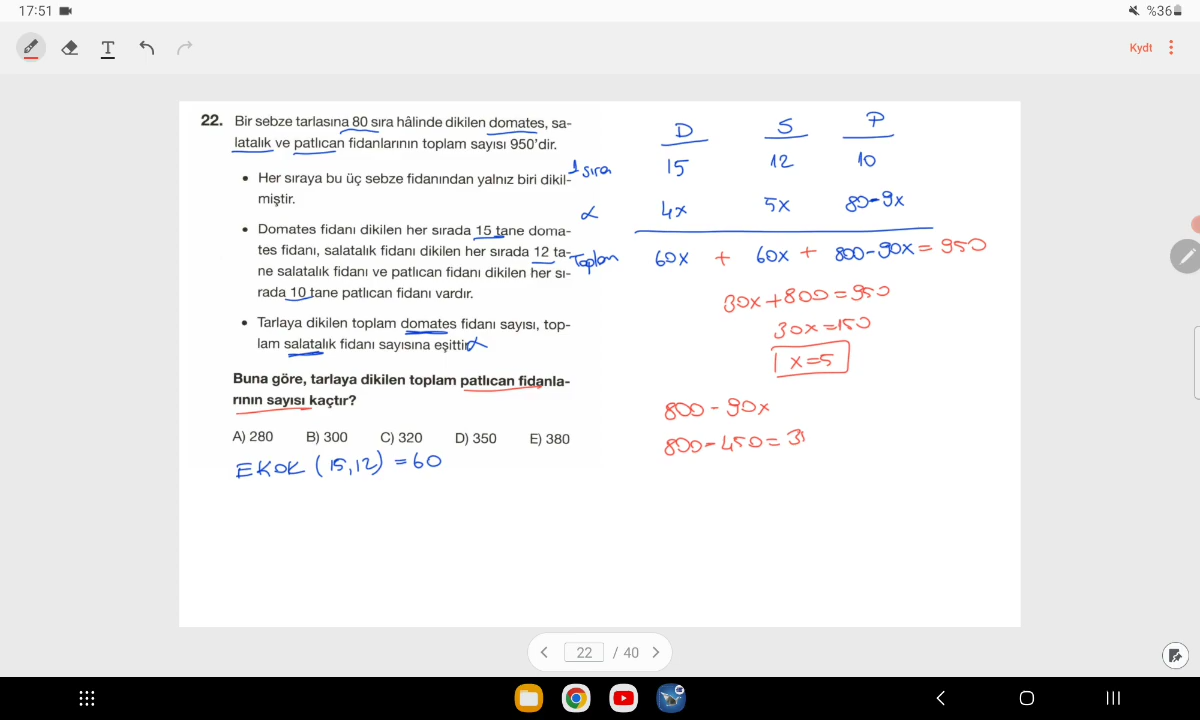 17:51
%36
T
Kydt
22. Bir sebze tarlasına 80 sıra hâlinde dikilen domates, sa-
latalık ve patlıcan fidanlarının toplam sayısı 950'dir.
• Her sıraya bu üç sebze fidanından yalnız biri dikil-
miştir.
• Domates fidanı dikilen her sırada 15 tane doma-
tes fidanı, salatalık fidanı dikilen her sırada 12 ta-
ne salatalık fidanı ve patlıcan fidanı dikilen her sı-
rada 10 tane patlıcan fidanı vardır.
• Tarlaya dikilen toplam domates fidanı sayısı, top-
lam salatalık fidanı sayısına eşittir.
Buna göre, tarlaya dikilen toplam patlıcan fidanla-
rının sayısı kaçtır?
A) 280 B) 300 C) 320 D) 350 E) 380
EKOK (15,12) = 60
D S P
1 sıra 15 12 10
α 4x 5x 80-9x
Toplam 60x + 60x + 800-90x = 950
30x+800=950
30x=150
x=5
800-90x
800-450=3
22 / 40